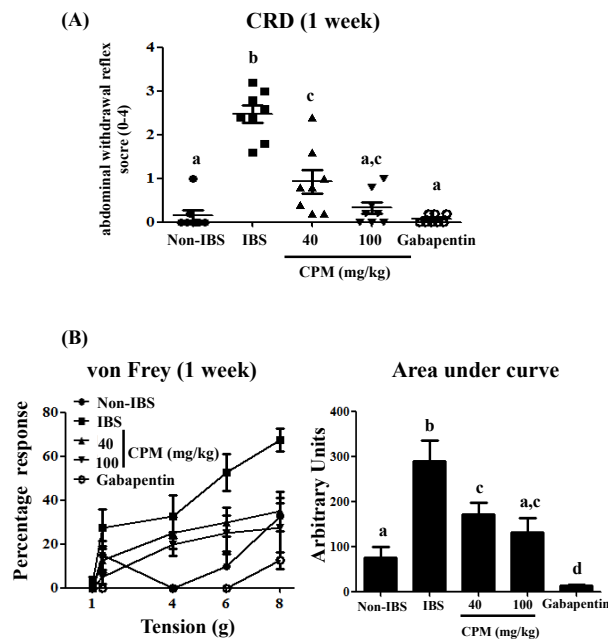 (A)
CRD (1 week)
abdominal withdrawal reflex
socre (0-4)
4
3
2
1
0
a
b
c
a,c
a
Non-IBS IBS 40 100 Gabapentin
CPM (mg/kg)
(B)
von Frey (1 week)
Non-IBS
IBS
40
100
CPM (mg/kg)
Gabapentin
Percentage response
80
60
40
20
0
1 4 6 8
Tension (g)
Area under curve
Arbitrary Units
400
300
200
100
0
a
b
c
a,c
d
Non-IBS IBS 40 100 Gabapentin
CPM (mg/kg)